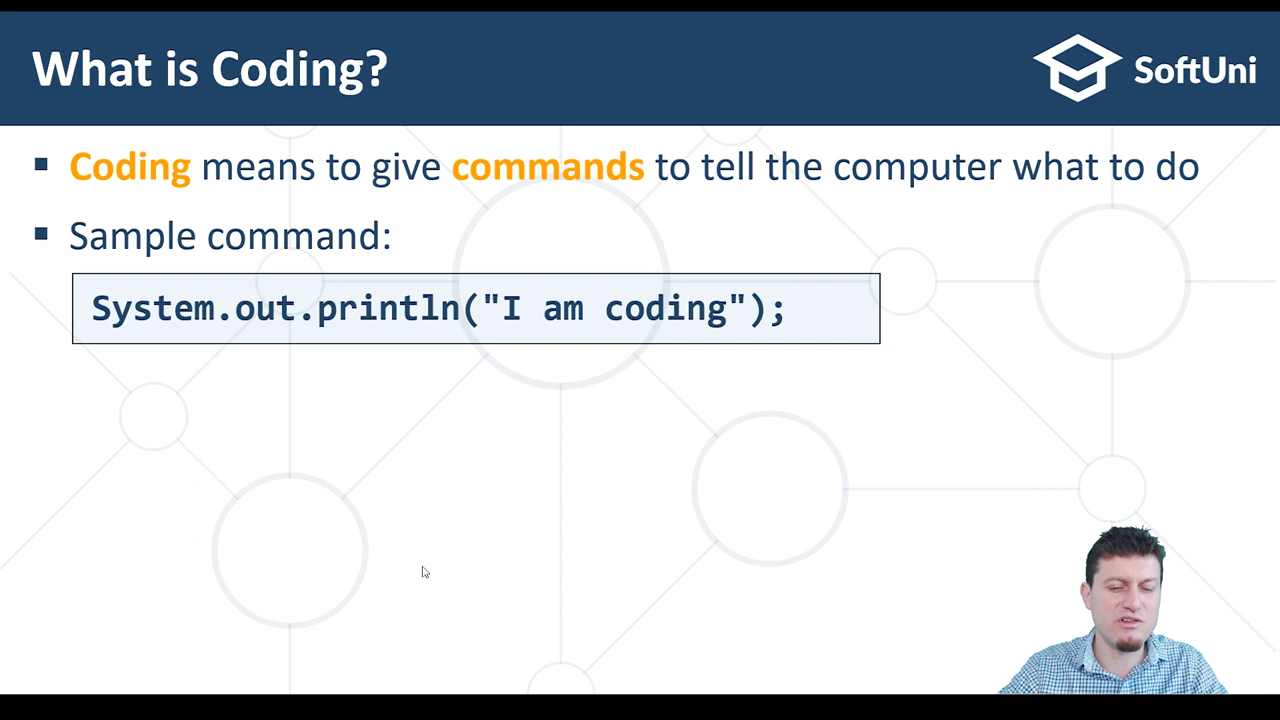 What is Coding?
SoftUni
Coding means to give commands to tell the computer what to do
Sample command:
System.out.println("I am coding");